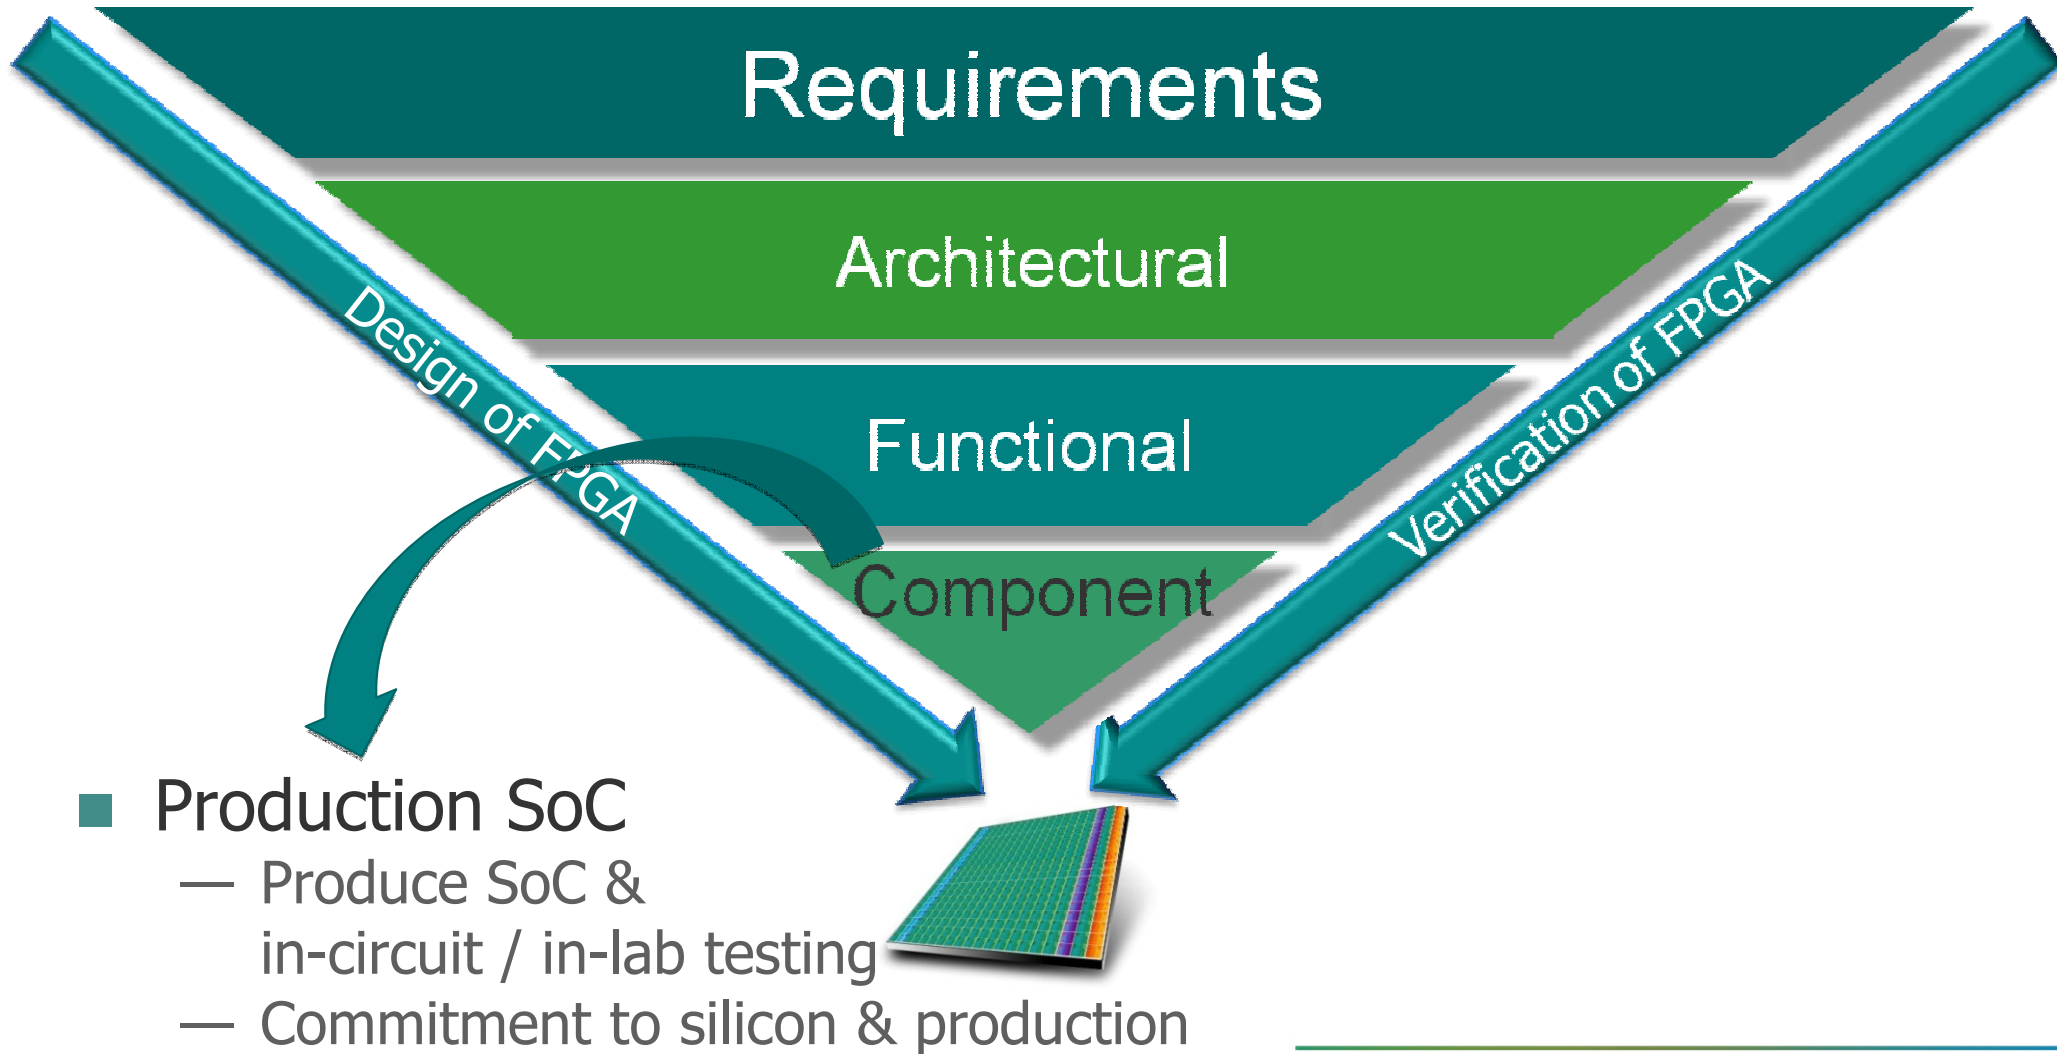 Requirements
Architectural
Design of FPGA
Verification of FPGA
Functional
Component
■ Production SoC
— Produce SoC &
in-circuit / in-lab testing
— Commitment to silicon & production